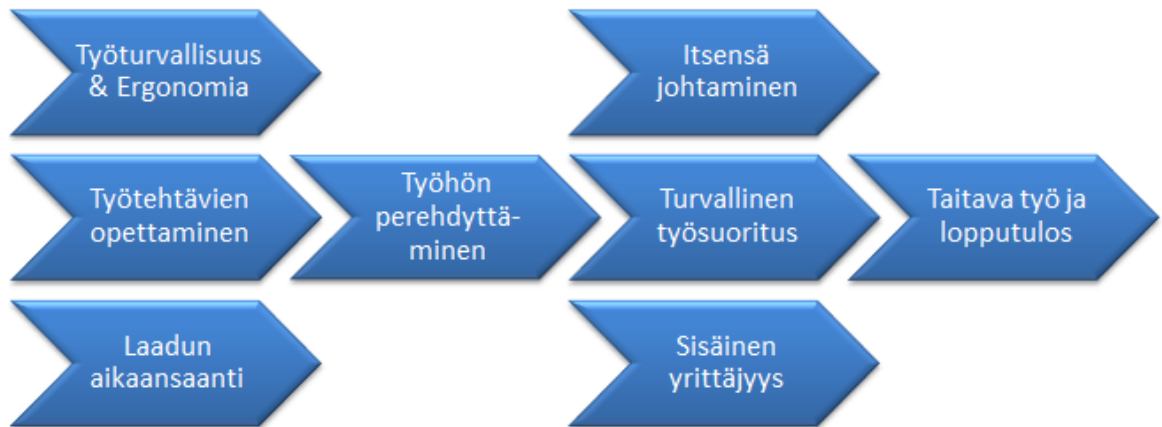 Työturvallisuus
& Ergonomia
Itsensä
johtaminen
Työtehtävien
opettaminen
Työhön
perehdyttä-
minen
Turvallinen
työsuoritus
Taitava työ ja
lopputulos
Laadun
aikaansaanti
Sisäinen
yrittäjyys